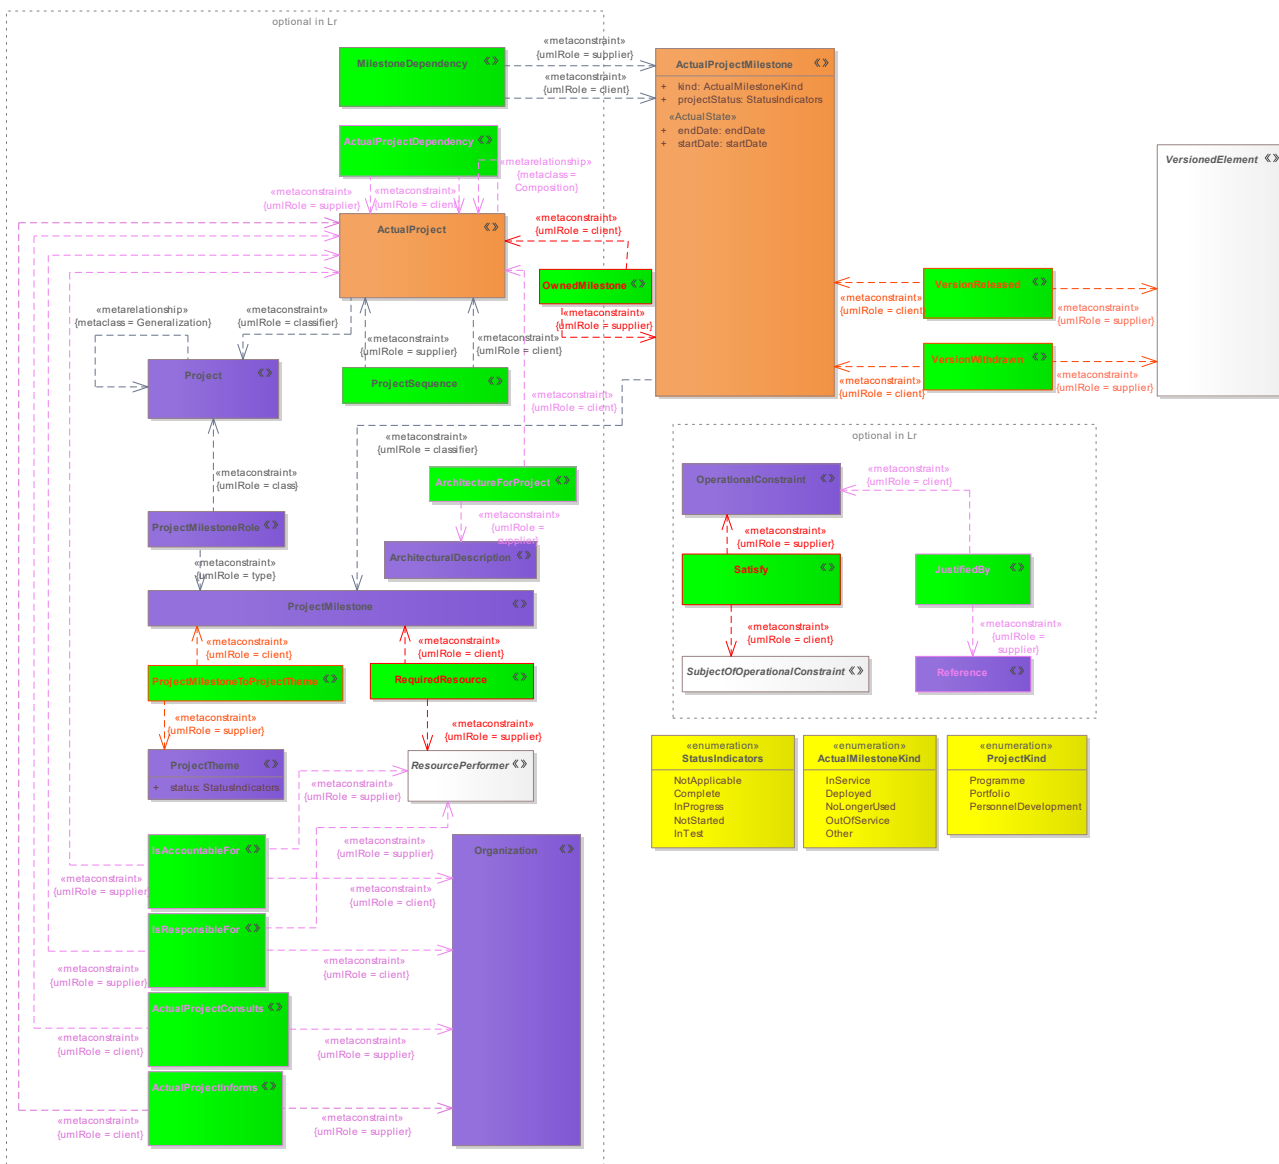 optional in Lr
MilestoneDependency
«metaconstraint»
{umlRole = supplier}
«metaconstraint»
{umlRole = client}
ActualProjectMilestone
+ kind: ActualMilestoneKind
+ projectStatus: StatusIndicators
«ActualState»
+ endDate: endDate
+ startDate: startDate
ActualProjectDependency
«metarelationship»
{metaclass =
Composition}
«metaconstraint»
{umlRole = supplier}
«metaconstraint»
{umlRole = client}
VersionedElement
ActualProject
«metaconstraint»
{umlRole = client}
OwnedMilestone
«metaconstraint»
{umlRole = supplier}
VersionReleased
«metaconstraint»
{umlRole = client}
«metaconstraint»
{umlRole = supplier}
«metarelationship»
{metaclass = Generalization}
«metaconstraint»
{umlRole = classifier}
«metaconstraint»
{umlRole = supplier}
«metaconstraint»
{umlRole = client}
VersionWithdrawn
«metaconstraint»
{umlRole = client}
«metaconstraint»
{umlRole = supplier}
Project
ProjectSequence
«metaconstraint»
{umlRole = client}
«metaconstraint»
{umlRole = classifier}
optional in Lr
«metaconstraint»
{umlRole = class}
ArchitectureForProject
«metaconstraint»
{umlRole =
supplier}
OperationalConstraint
«metaconstraint»
{umlRole = client}
ProjectMilestoneRole
ArchitecturalDescription
«metaconstraint»
{umlRole = supplier}
«metaconstraint»
{umlRole = type}
Satisfy
JustifiedBy
ProjectMilestone
«metaconstraint»
{umlRole = client}
«metaconstraint»
{umlRole =
supplier}
«metaconstraint»
{umlRole = client}
«metaconstraint»
{umlRole = client}
SubjectOfOperationalConstraint
Reference
ProjectMilestoneToProjectTheme
RequiredResource
«metaconstraint»
{umlRole = supplier}
«metaconstraint»
{umlRole = supplier}
ProjectTheme
+ status: StatusIndicators
ResourcePerformer
«metaconstraint»
{umlRole = supplier}
«enumeration»
StatusIndicators
NotApplicable
Complete
InProgress
NotStarted
InTest
«enumeration»
ActualMilestoneKind
InService
Deployed
NoLongerUsed
OutOfService
Other
«enumeration»
ProjectKind
Programme
Portfolio
PersonnelDevelopment
IsAccountableFor
«metaconstraint»
{umlRole = supplier}
Organization
«metaconstraint»
{umlRole = supplier}
«metaconstraint»
{umlRole = client}
IsResponsibleFor
«metaconstraint»
{umlRole = supplier}
«metaconstraint»
{umlRole = client}
ActualProjectConsults
«metaconstraint»
{umlRole = client}
«metaconstraint»
{umlRole = supplier}
ActualProjectInforms
«metaconstraint»
{umlRole = client}
«metaconstraint»
{umlRole = supplier}